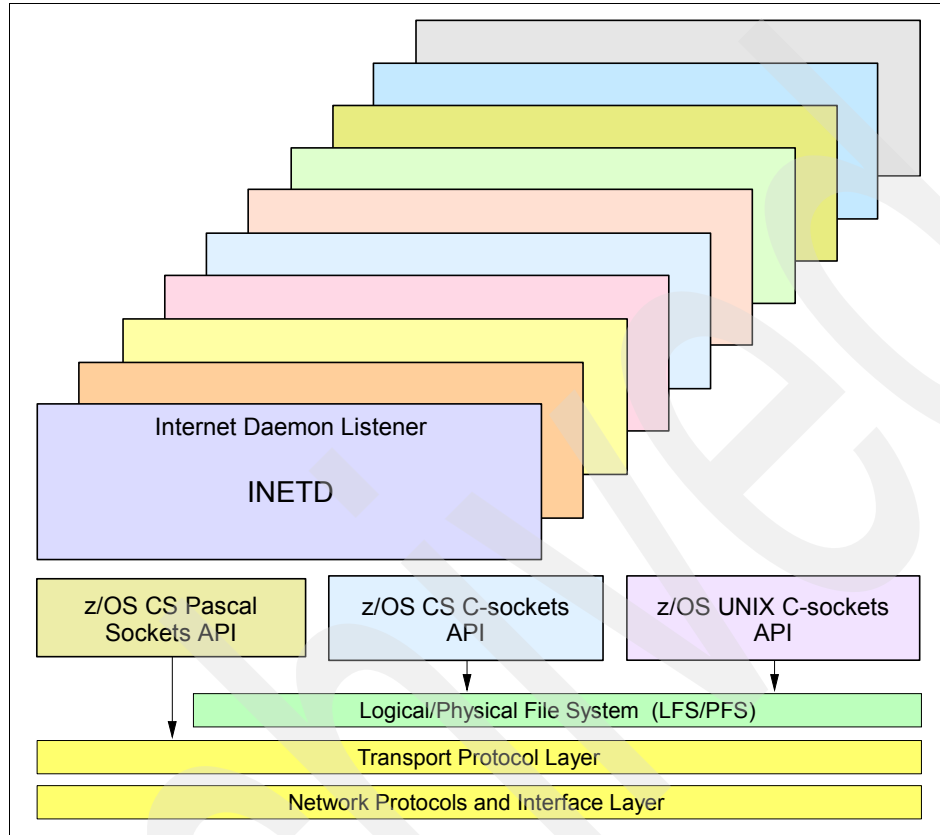 Internet Daemon Listener
INETD
z/OS CS Pascal
Sockets API
z/OS CS C-sockets
API
z/OS UNIX C-sockets
API
Logical/Physical File System (LFS/PFS)
Transport Protocol Layer
Network Protocols and Interface Layer